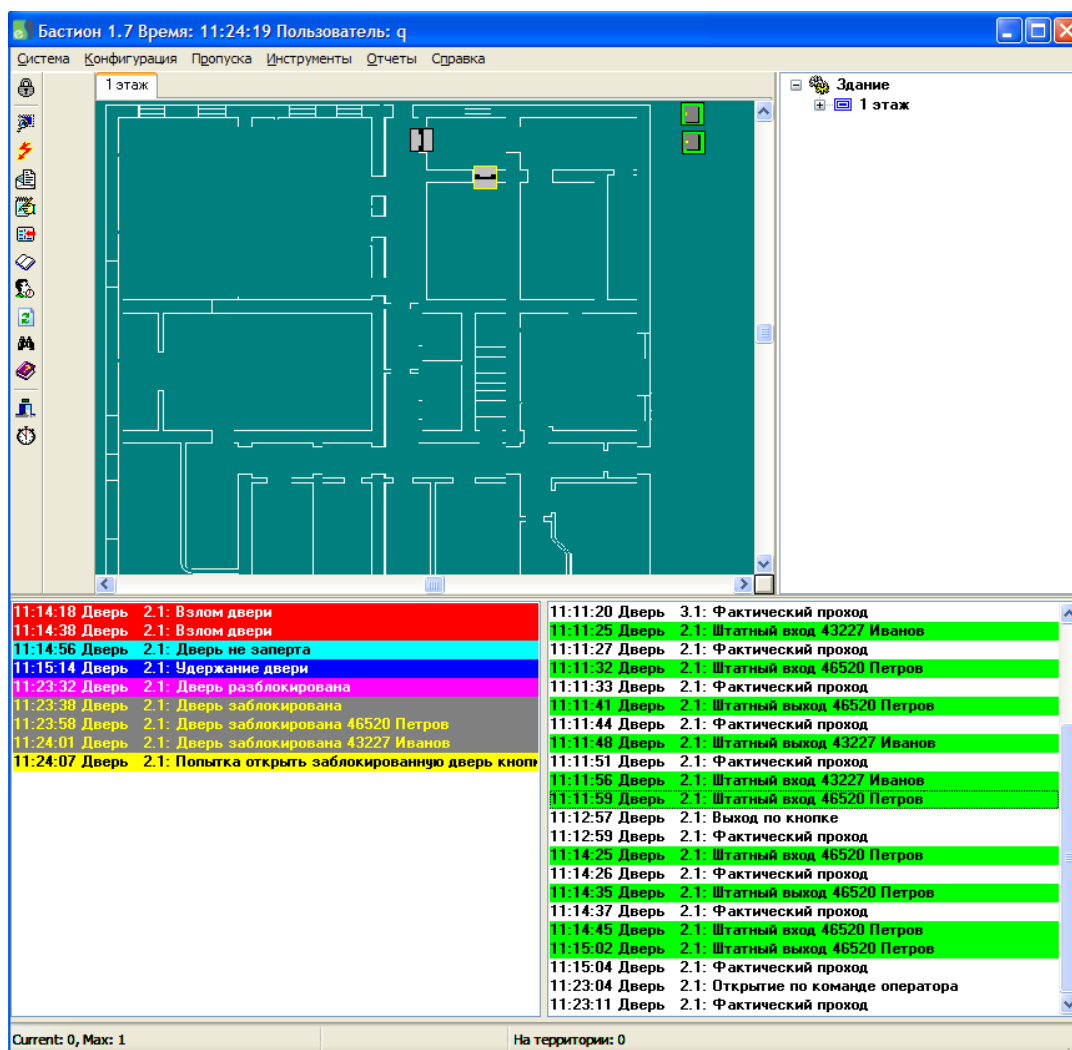 Бастион 1.7 Время: 11:24:19 Пользователь: q
Система Конфигурация Пропуска Инструменты Отчеты Справка
1 этаж
Здание
1 этаж
11:14:18 Дверь 2.1: Взлом двери
11:14:38 Дверь 2.1: Взлом двери
11:14:56 Дверь 2.1: Дверь не заперта
11:15:14 Дверь 2.1: Удержание двери
11:23:32 Дверь 2.1: Дверь разблокирована
11:23:38 Дверь 2.1: Дверь заблокирована
11:23:58 Дверь 2.1: Дверь заблокирована 46520 Петров
11:24:01 Дверь 2.1: Дверь заблокирована 43227 Иванов
11:24:07 Дверь 2.1: Попытка открыть заблокированную дверь кнопк
11:11:20 Дверь 3.1: Фактический проход
11:11:25 Дверь 2.1: Штатный вход 43227 Иванов
11:11:27 Дверь 2.1: Фактический проход
11:11:32 Дверь 2.1: Штатный вход 46520 Петров
11:11:33 Дверь 2.1: Фактический проход
11:11:41 Дверь 2.1: Штатный выход 46520 Петров
11:11:44 Дверь 2.1: Фактический проход
11:11:48 Дверь 2.1: Штатный выход 43227 Иванов
11:11:51 Дверь 2.1: Фактический проход
11:11:56 Дверь 2.1: Штатный вход 43227 Иванов
11:11:59 Дверь 2.1: Штатный вход 46520 Петров
11:12:57 Дверь 2.1: Выход по кнопке
11:12:59 Дверь 2.1: Фактический проход
11:14:25 Дверь 2.1: Штатный вход 46520 Петров
11:14:26 Дверь 2.1: Фактический проход
11:14:35 Дверь 2.1: Штатный выход 46520 Петров
11:14:37 Дверь 2.1: Фактический проход
11:14:45 Дверь 2.1: Штатный вход 46520 Петров
11:15:02 Дверь 2.1: Штатный выход 46520 Петров
11:15:04 Дверь 2.1: Фактический проход
11:23:04 Дверь 2.1: Открытие по команде оператора
11:23:11 Дверь 2.1: Фактический проход
Current: 0, Max: 1
На территории: 0